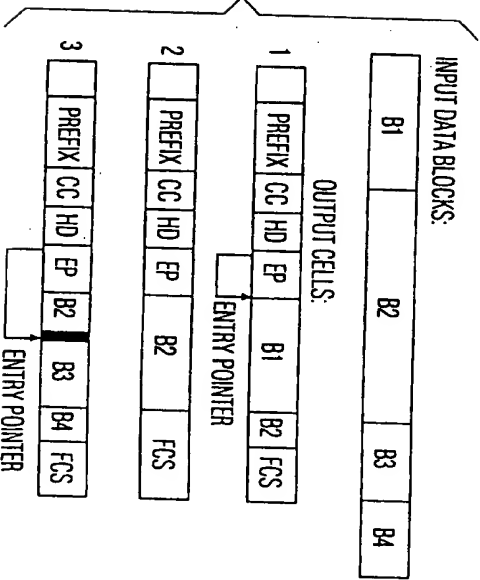 INPUT DATA BLOCKS:
B1 B2 B3 B4
OUTPUT CELLS:
1 PREFIX CC HD EP B1 B2 FCS
ENTRY POINTER
2 PREFIX CC HD EP B2 FCS
3 PREFIX CC HD EP B2 B3 B4 FCS
ENTRY POINTER